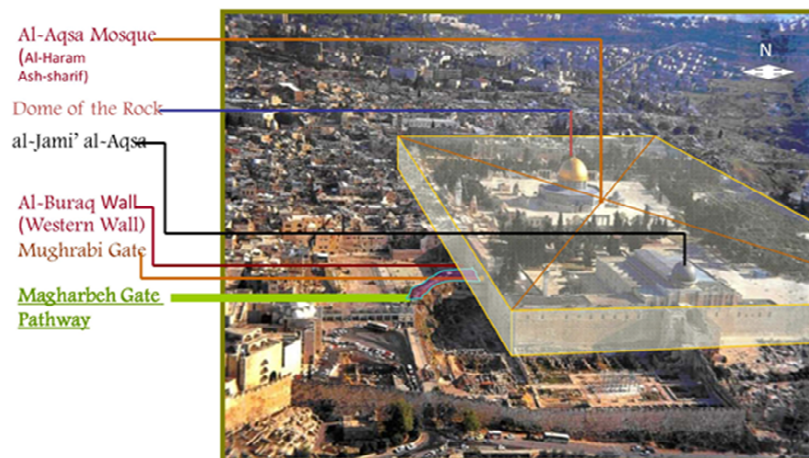 Al-Aqsa Mosque
(Al-Haram
Ash-sharif)
N
Dome of the Rock
al-Jami' al-Aqsa
Al-Buraq Wall
(Western Wall)
Mughrabi Gate
Magharbeh Gate
Pathway